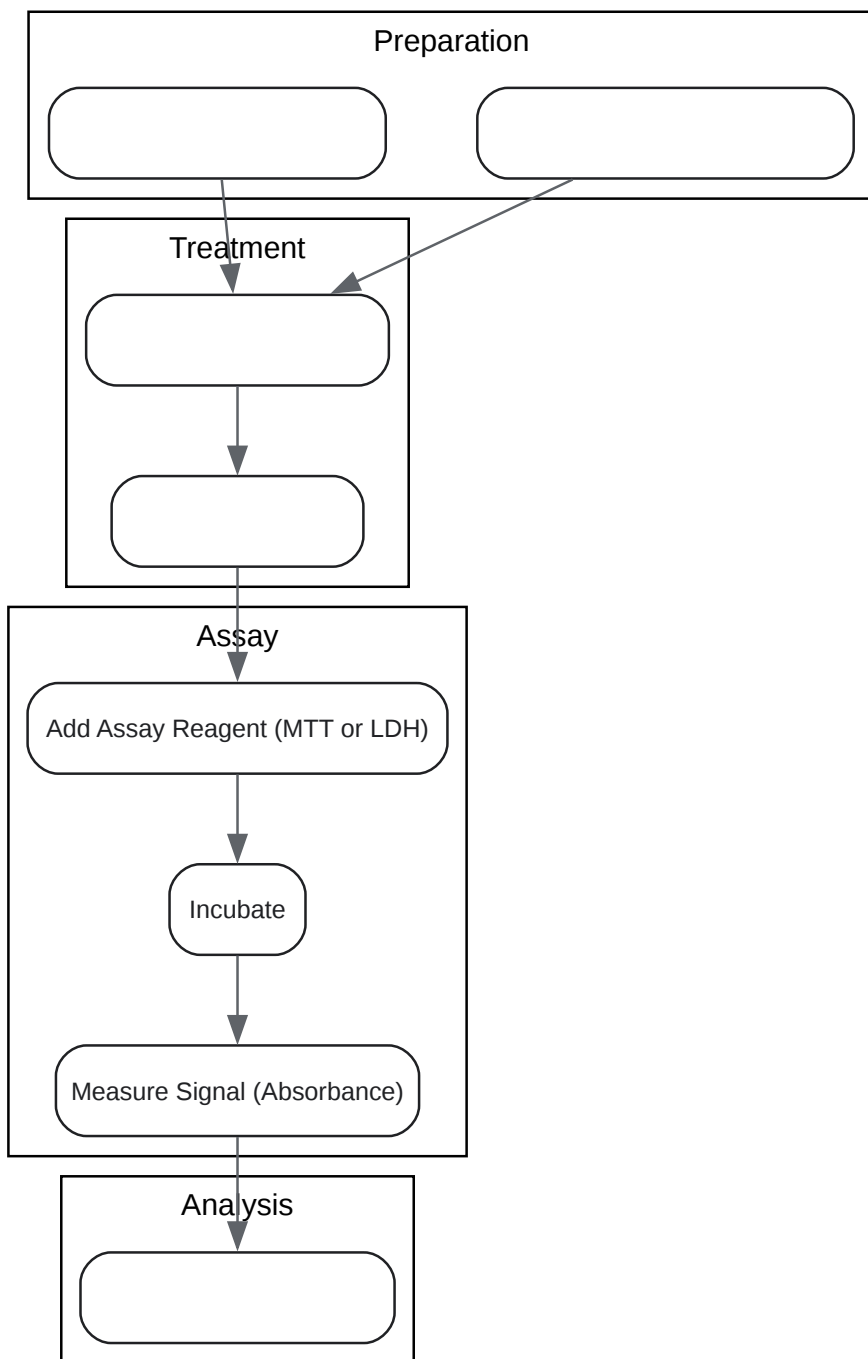 Preparation
Treatment
Assay
Add Assay Reagent (MTT or LDH)
Incubate
Measure Signal (Absorbance)
Analysis